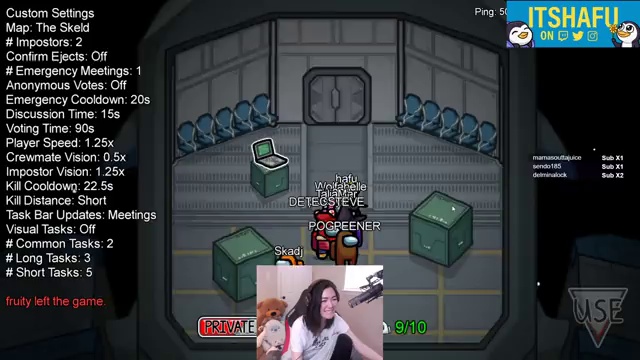 Custom Settings
Map: The Skeld
# Impostors: 2
Confirm Ejects: Off
# Emergency Meetings: 1
Anonymous Votes: Off
Emergency Cooldown: 20s
Discussion Time: 15s
Voting Time: 90s
Player Speed: 1.25x
Crewmate Vision: 0.5x
Impostor Vision: 1.25x
Kill Cooldown: 22.5s
Kill Distance: Short
Task Bar Updates: Meetings
Visual Tasks: Off
# Common Tasks: 2
# Long Tasks: 3
# Short Tasks: 5
fruity left the game.
Ping: 50
ITSHAFU
ON
mamasouttajuice Sub X1
sendo185 Sub X1
delminalock Sub X2
hafu
Wolfabelle
DETECSTEVE
POGPEENER
Skadj
PRIVATE
9/10
USE